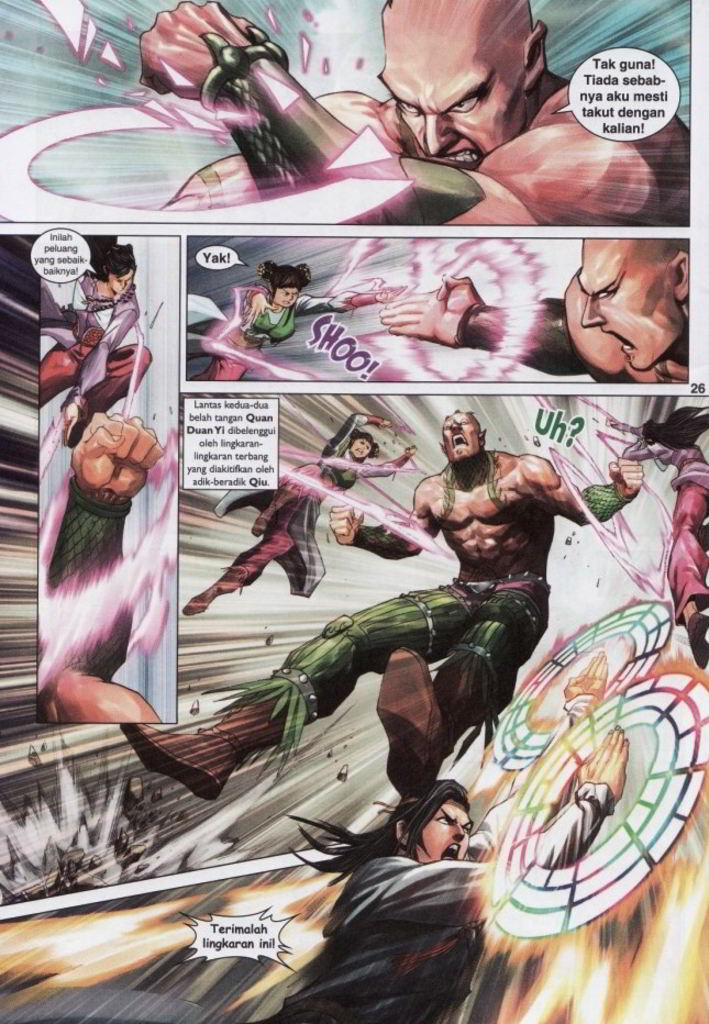 Tak guna!
Tiada sebab-
nya aku mesti
takut dengan
kalian!
Inilah
peluang
yang sebaik-
baiknya!
Yak!
SHOO!
26
Lantas kedua-dua
belah tangan Quan
Duan Yi dibelenggui
oleh lingkaran-
lingkaran terbang
yang diakitifkan oleh
adik-beradik Qiu.
Uh?
Terimalah
lingkaran ini!